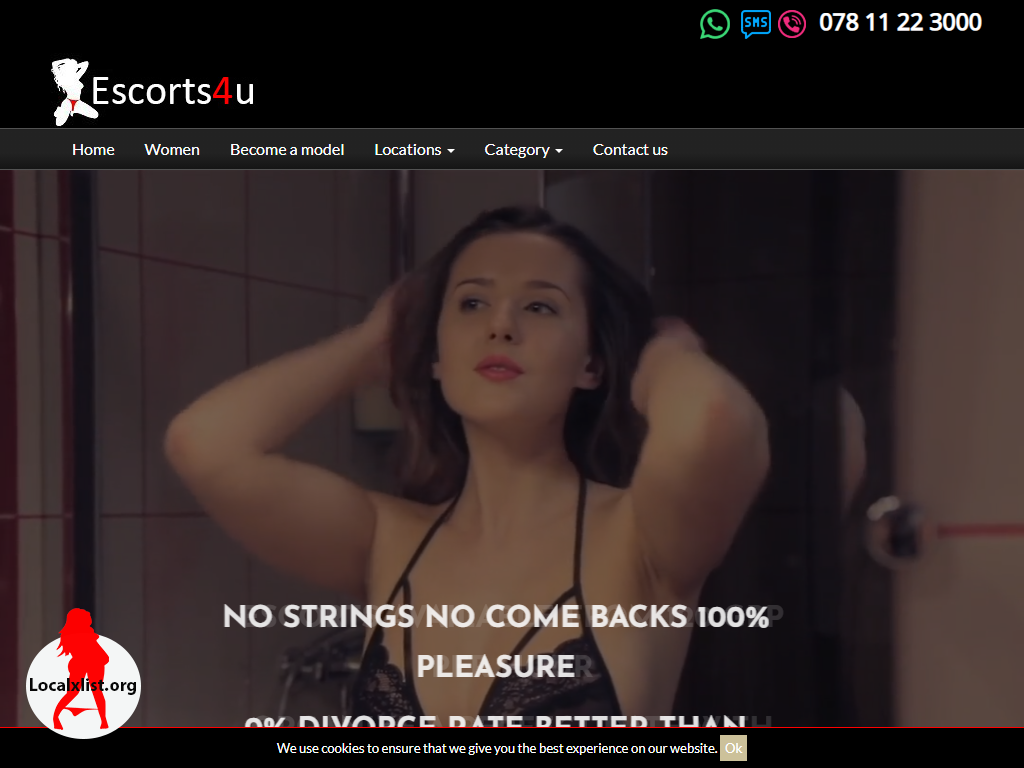 078 11 22 3000
Escorts4u
Home Women Become a model Locations Category Contact us
NO STRINGS NO COME BACKS 100%
PLEASURE
0% DIVORCE RATE BETTER THAN
Localxlist.org
We use cookies to ensure that we give you the best experience on our website. Ok
SMS